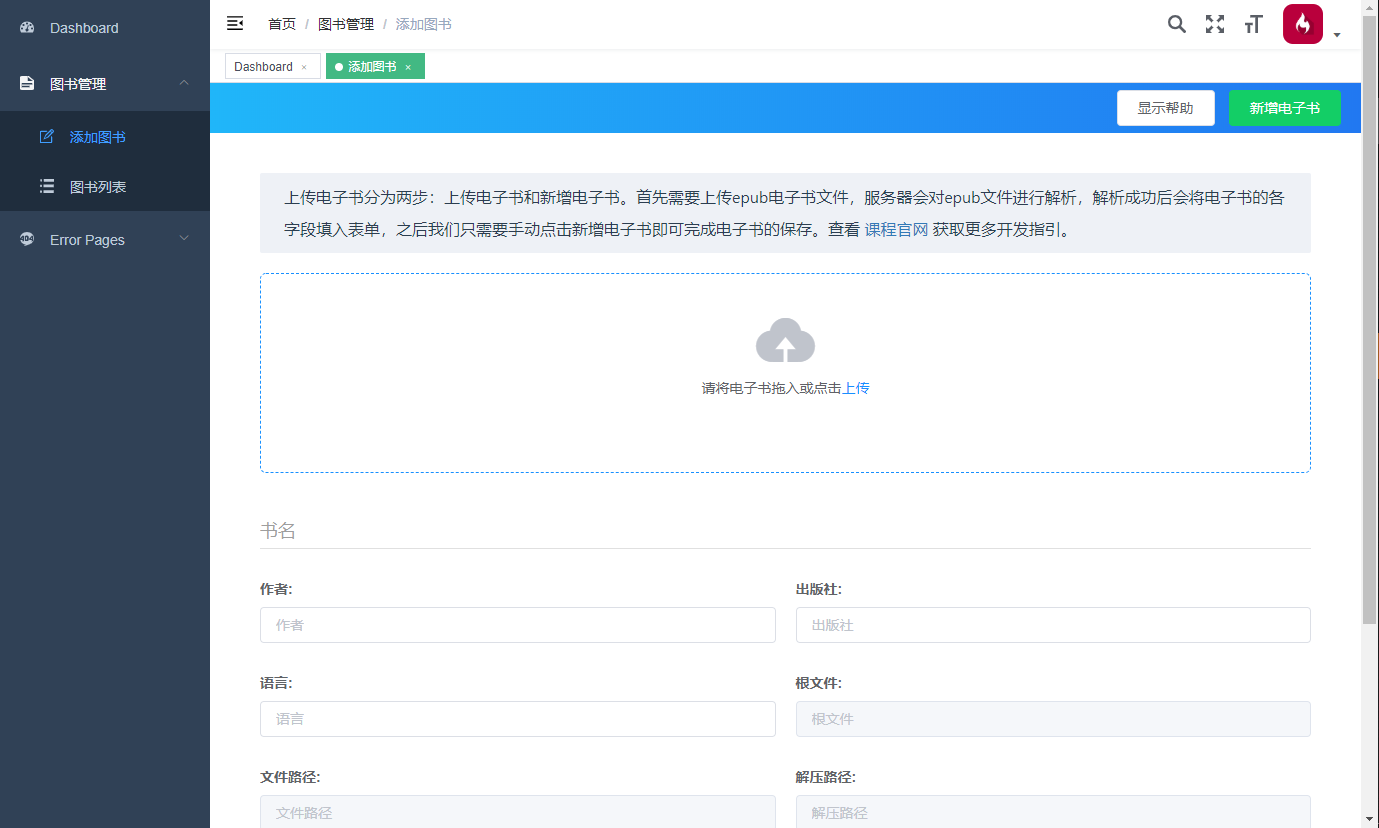 Dashboard
图书管理
添加图书
图书列表
Error Pages
首页 / 图书管理 / 添加图书
Dashboard ×
添加图书 ×
显示帮助
新增电子书
上传电子书分为两步：上传电子书和新增电子书。首先需要上传epub电子书文件，服务器会对epub文件进行解析，解析成功后会将电子书的各
字段填入表单，之后我们只需要手动点击新增电子书即可完成电子书的保存。查看 课程官网 获取更多开发指引。
请将电子书拖入或点击上传
书名
作者:
出版社:
作者
出版社
语言:
根文件:
语言
根文件
文件路径:
解压路径:
文件路径
解压路径